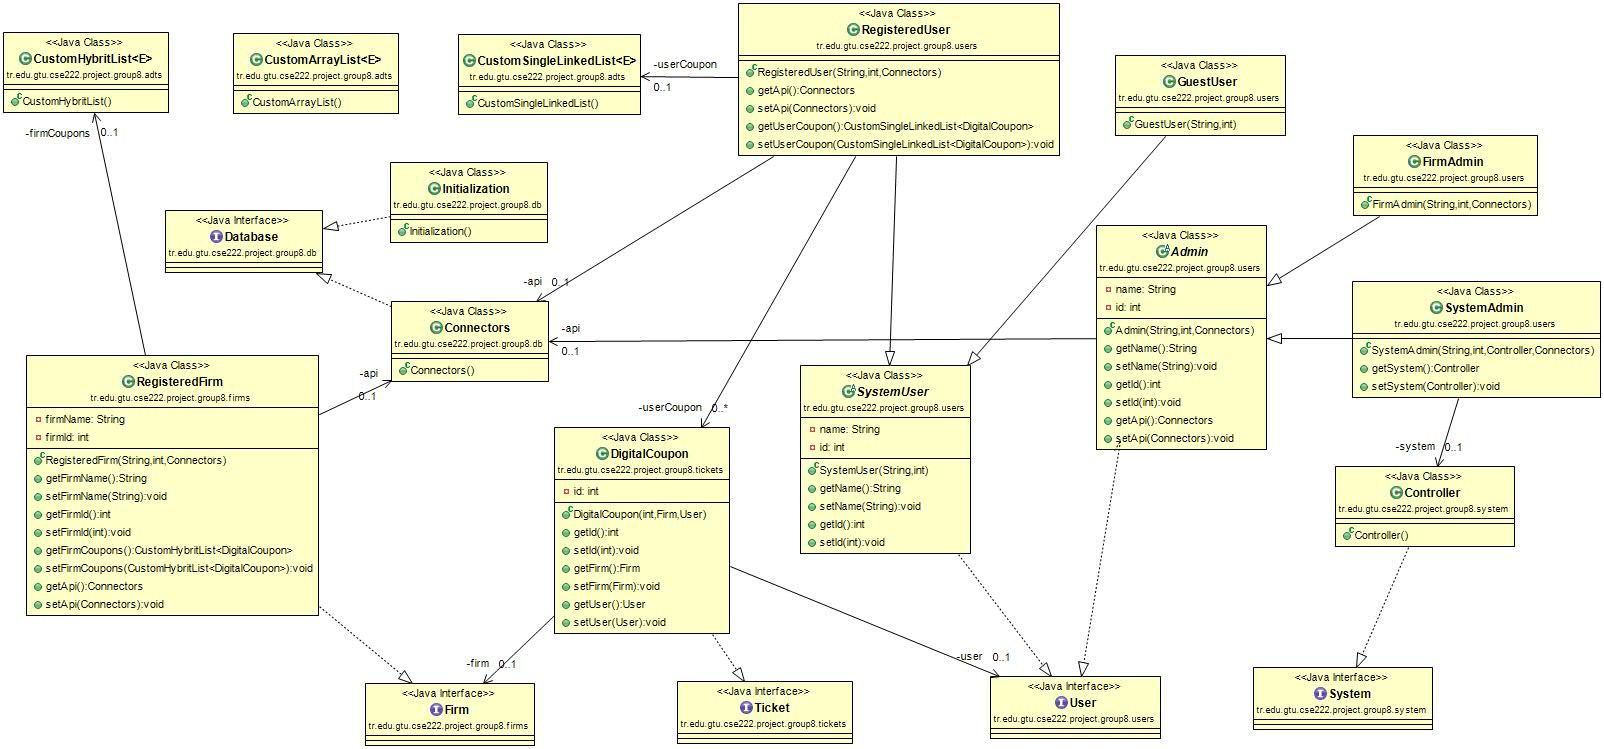 <<Java Class>>
CustomHybritList<E>
tr.edu.gtu.cse222.project.group8.adts
CustomHybritList()
<<Java Class>>
CustomArrayList<E>
tr.edu.gtu.cse222.project.group8.adts
CustomArrayList()
<<Java Class>>
CustomSingleLinkedList<E>
tr.edu.gtu.cse222.project.group8.adts
CustomSingleLinkedList()
-userCoupon
0..1
<<Java Class>>
RegisteredUser
tr.edu.gtu.cse222.project.group8.users
RegisteredUser(String,int,Connectors)
getApi():Connectors
setApi(Connectors):void
getUserCoupon():CustomSingleLinkedList<DigitalCoupon>
setUserCoupon(CustomSingleLinkedList<DigitalCoupon>):void
<<Java Class>>
GuestUser
tr.edu.gtu.cse222.project.group8.users
GuestUser(String,int)
<<Java Class>>
FirmAdmin
tr.edu.gtu.cse222.project.group8.users
FirmAdmin(String,int,Connectors)
-firmCoupons 0..1
<<Java Class>>
Initialization
tr.edu.gtu.cse222.project.group8.db
Initialization()
<<Java Interface>>
Database
tr.edu.gtu.cse222.project.group8.db
<<Java Class>>
Admin
tr.edu.gtu.cse222.project.group8.users
name: String
id: int
Admin(String,int,Connectors)
getName():String
setName(String):void
getId():int
setId(int):void
getApi():Connectors
setApi(Connectors):void
<<Java Class>>
SystemAdmin
tr.edu.gtu.cse222.project.group8.users
SystemAdmin(String,int,Controller,Connectors)
getSystem():Controller
setSystem(Controller):void
-api 0..1
<<Java Class>>
Connectors
tr.edu.gtu.cse222.project.group8.db
Connectors()
-api
0..1
-api
0..1
<<Java Class>>
RegisteredFirm
tr.edu.gtu.cse222.project.group8.firms
firmName: String
firmId: int
RegisteredFirm(String,int,Connectors)
getFirmName():String
setFirmName(String):void
getFirmId():int
setFirmId(int):void
getFirmCoupons():CustomHybritList<DigitalCoupon>
setFirmCoupons(CustomHybritList<DigitalCoupon>):void
getApi():Connectors
setApi(Connectors):void
-userCoupon 0..*
<<Java Class>>
DigitalCoupon
tr.edu.gtu.cse222.project.group8.tickets
id: int
DigitalCoupon(int,Firm,User)
getId():int
setId(int):void
getFirm():Firm
setFirm(Firm):void
getUser():User
setUser(User):void
<<Java Class>>
SystemUser
tr.edu.gtu.cse222.project.group8.users
name: String
id: int
SystemUser(String,int)
getName():String
setName(String):void
getId():int
setId(int):void
-system 0..1
<<Java Class>>
Controller
tr.edu.gtu.cse222.project.group8.system
Controller()
-firm 0..1
-user 0..1
<<Java Interface>>
Firm
tr.edu.gtu.cse222.project.group8.firms
<<Java Interface>>
Ticket
tr.edu.gtu.cse222.project.group8.tickets
<<Java Interface>>
User
tr.edu.gtu.cse222.project.group8.users
<<Java Interface>>
System
tr.edu.gtu.cse222.project.group8.system